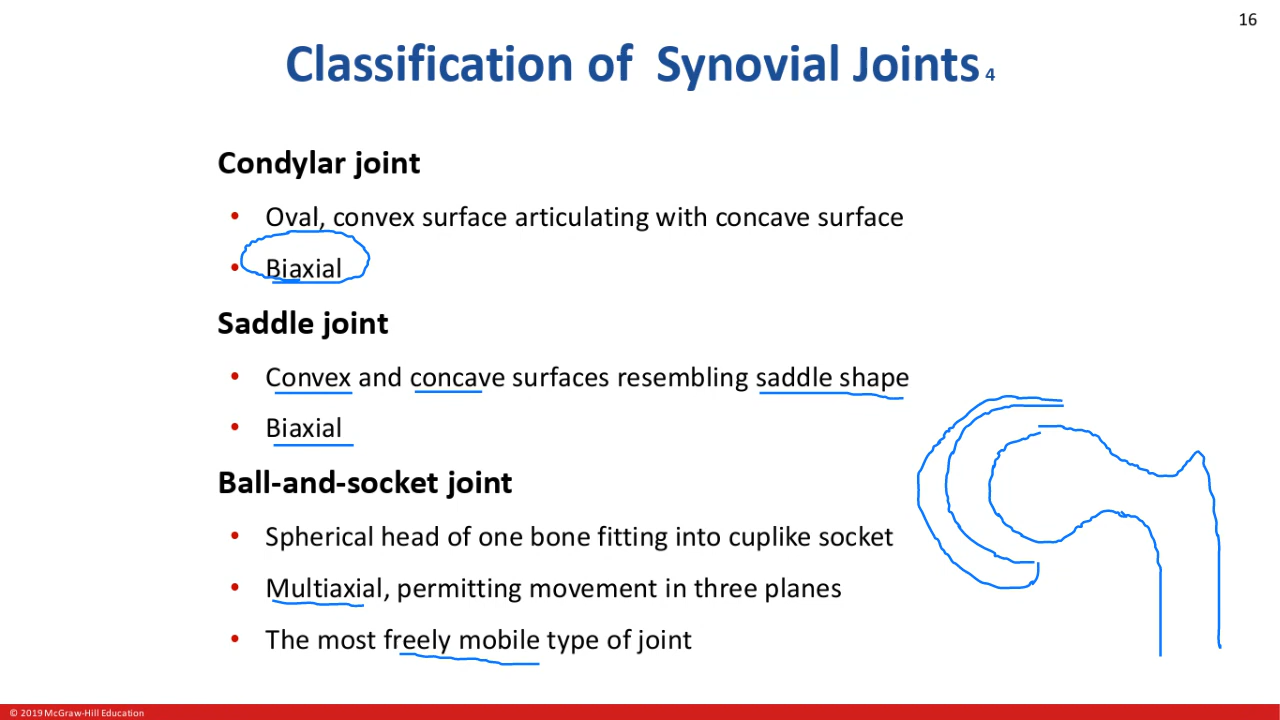 16
Classification of Synovial Joints 4
Condylar joint
• Oval, convex surface articulating with concave surface
• Biaxial
Saddle joint
• Convex and concave surfaces resembling saddle shape
• Biaxial
Ball-and-socket joint
• Spherical head of one bone fitting into cuplike socket
• Multiaxial, permitting movement in three planes
• The most freely mobile type of joint
© 2019 McGraw-Hill Education